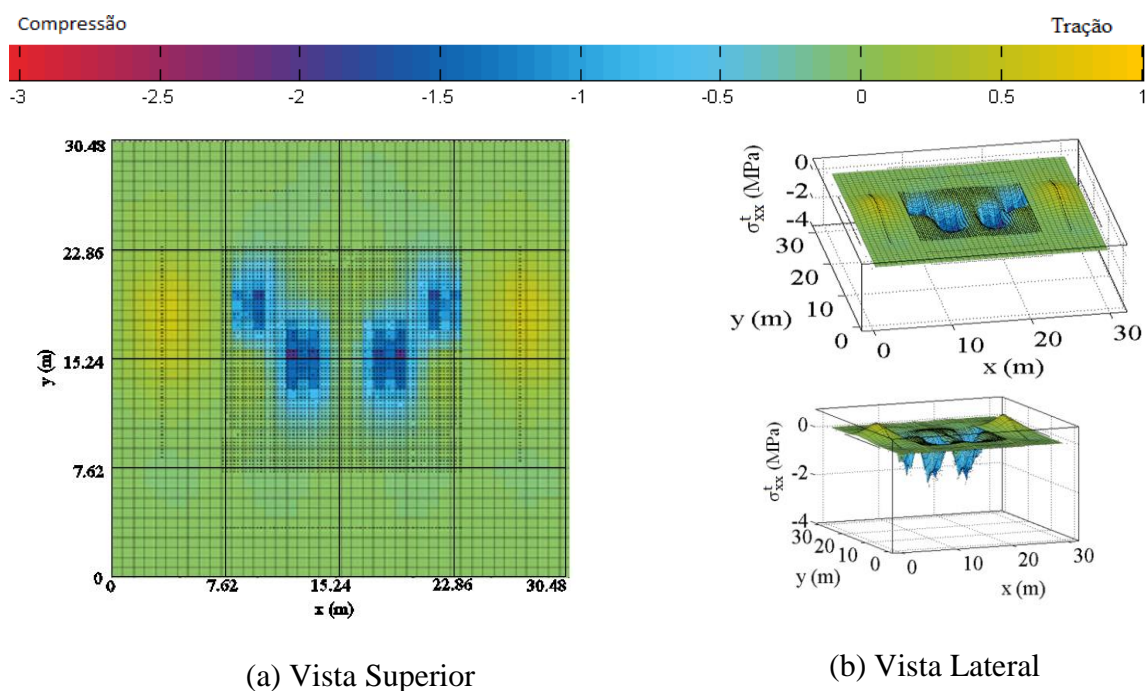 Compressão Tração
-3 -2.5 -2 -1.5 -1 -0.5 0 0.5 1
30.48
22.86
15.24
7.62
0
y (m)
0 7.62 15.24 22.86 30.48
x (m)
(a) Vista Superior
σᵗxx (MPa)
0
-2
-4
30
20
10
0
y (m)
0 10 20 30
x (m)
σᵗxx (MPa)
0
-2
-4
30
20
10
0
y (m)
0 10 20 30
x (m)
(b) Vista Lateral